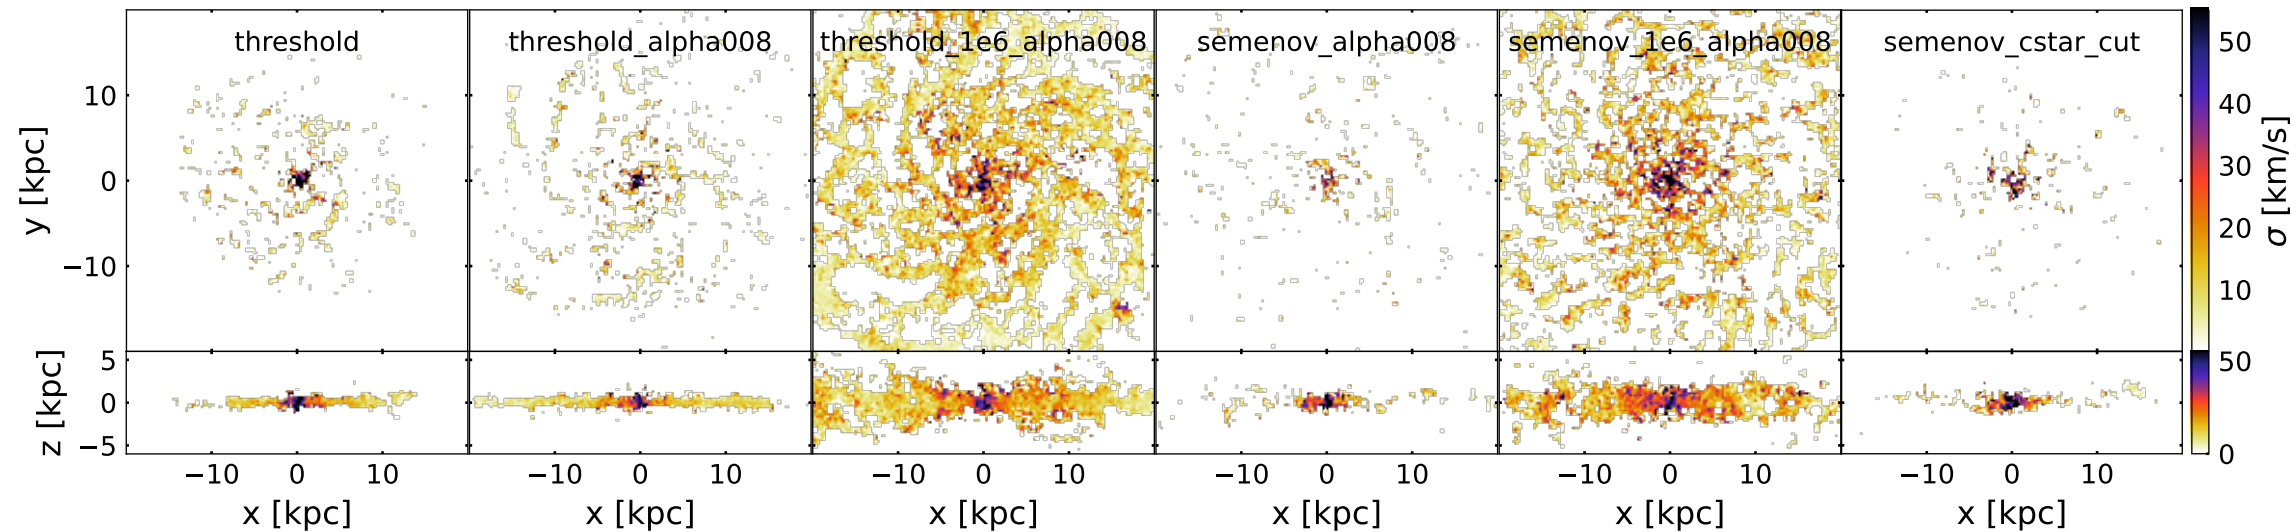 threshold
threshold_alpha008
threshold_1e6_alpha008
semenov_alpha008
semenov_1e6_alpha008
semenov_cstar_cut
y [kpc]
10
0
−10
z [kpc]
5
0
−5
−10 0 10
−10 0 10
−10 0 10
−10 0 10
−10 0 10
−10 0 10
x [kpc]
x [kpc]
x [kpc]
x [kpc]
x [kpc]
x [kpc]
50
40
30
20
10
50
0
σ [km/s]